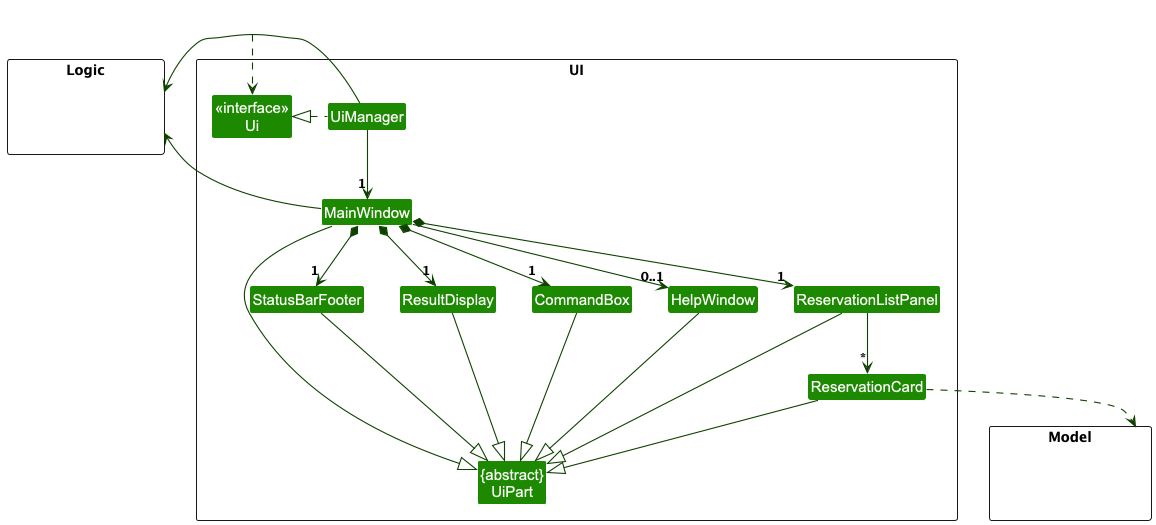 Logic
UI
«interface»
Ui
UiManager
1
MainWindow
1
1
1
0..1
1
StatusBarFooter
ResultDisplay
CommandBox
HelpWindow
ReservationListPanel
*
ReservationCard
Model
{abstract}
UiPart